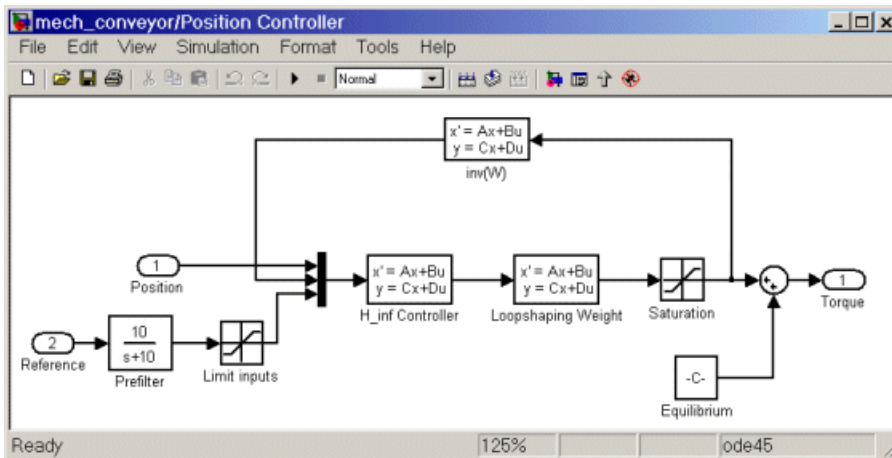 mech_conveyor/Position Controller
File Edit View Simulation Format Tools Help
Normal
x' = Ax+Bu
y = Cx+Du
inv(W)
1
Position
x' = Ax+Bu
y = Cx+Du
H_inf Controller
x' = Ax+Bu
y = Cx+Du
Loopshaping Weight
Saturation
+
+
1
Torque
2
Reference
10
s+10
Prefilter
Limit inputs
-C-
Equilibrium
Ready 125% ode45